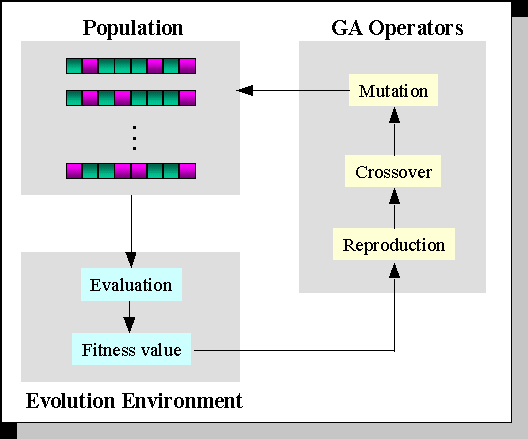 Population
GA Operators
Mutation
Crossover
Reproduction
Evaluation
Fitness value
Evolution Environment